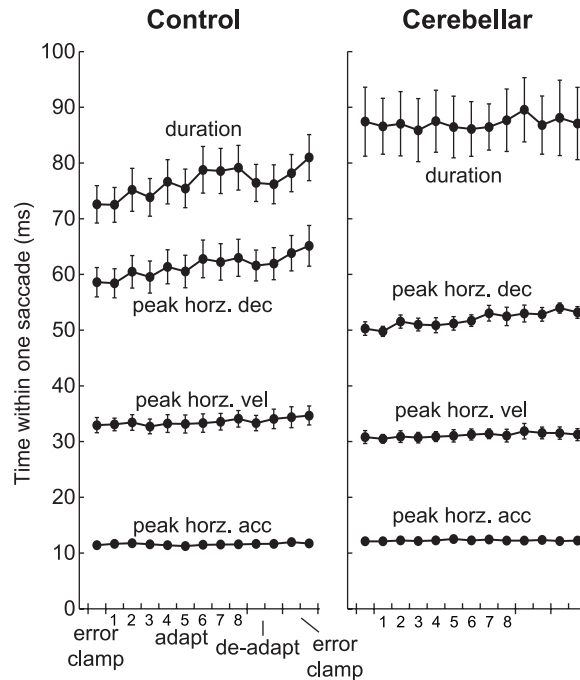 Control
Cerebellar
Time within one saccade (ms)
100
90
80
70
60
50
40
30
20
10
0
duration
peak horz. dec
peak horz. vel
peak horz. acc
duration
peak horz. dec
peak horz. vel
peak horz. acc
1 2 3 4 5 6 7 8
error clamp
adapt
de-adapt
error clamp
1 2 3 4 5 6 7 8